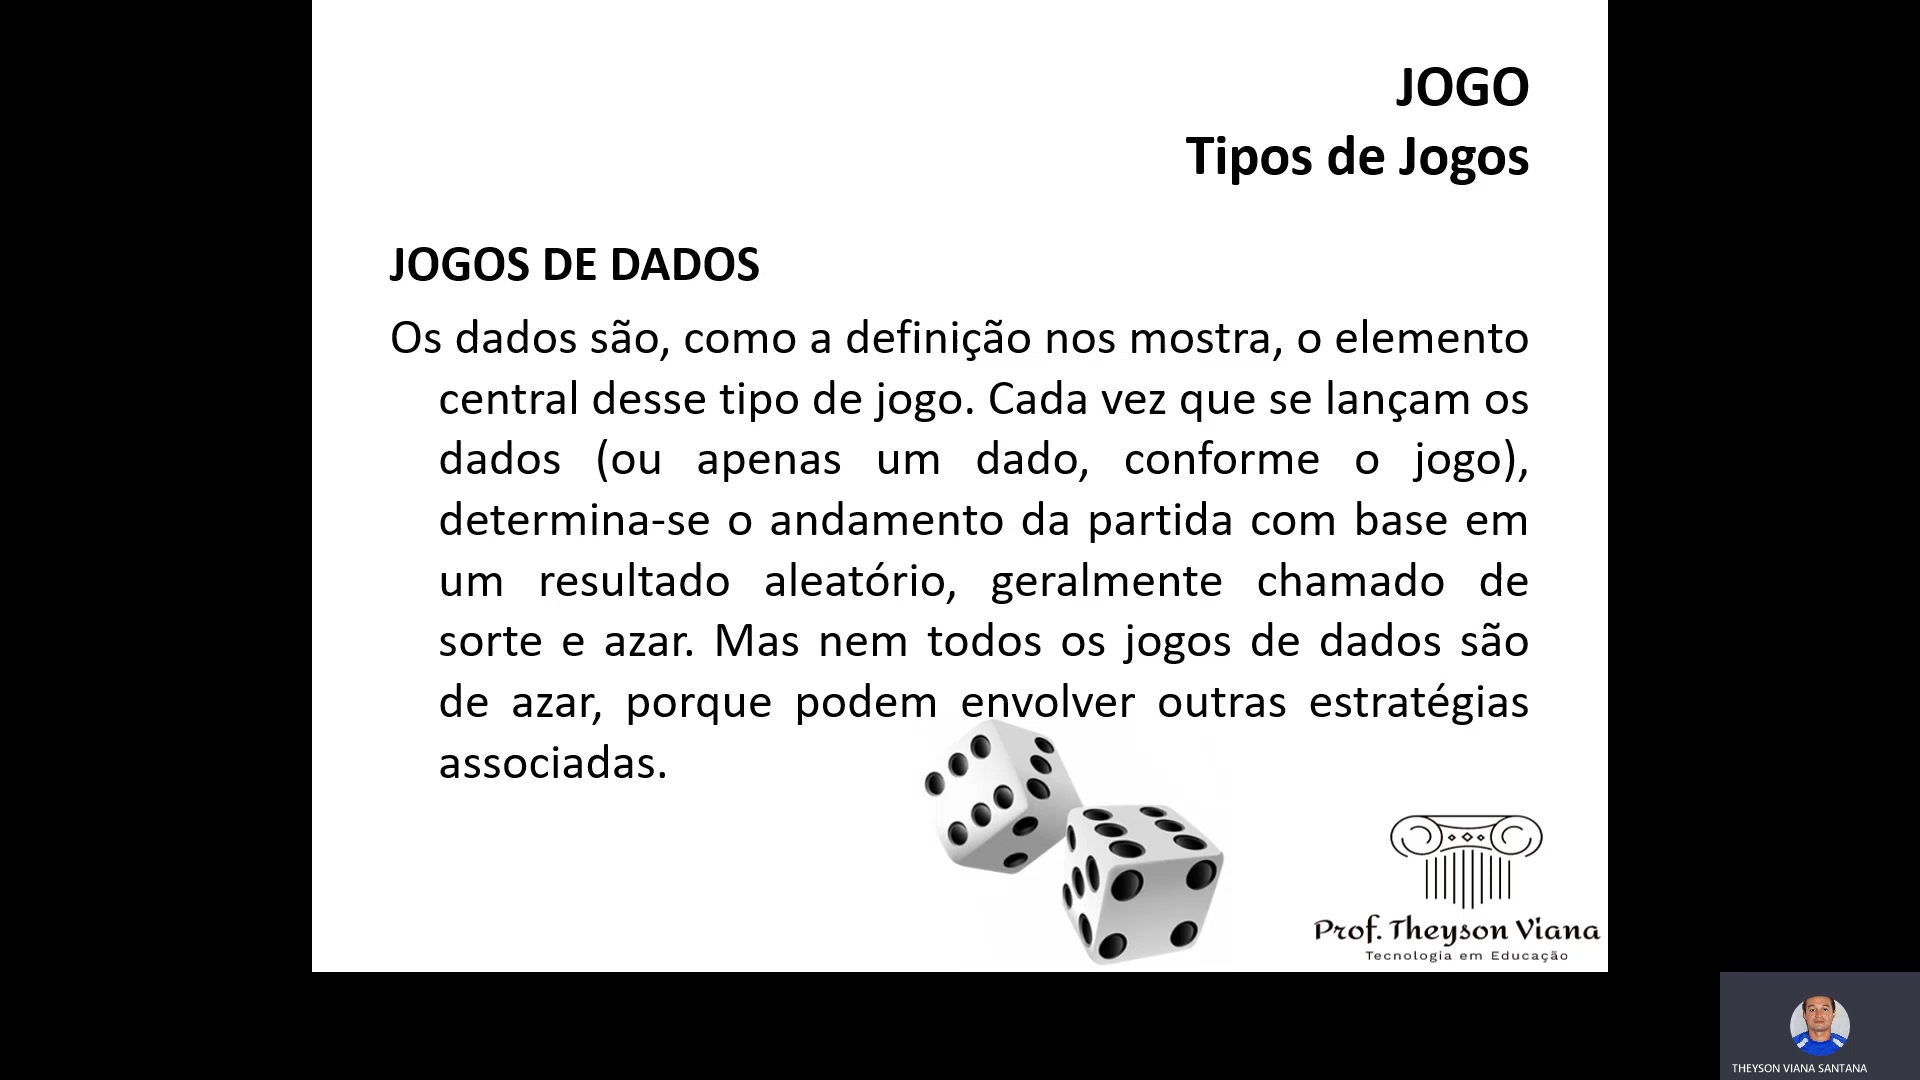 JOGO
Tipos de Jogos
JOGOS DE DADOS
Os dados são, como a definição nos mostra, o elemento
central desse tipo de jogo. Cada vez que se lançam os
dados (ou apenas um dado, conforme o jogo),
determina-se o andamento da partida com base em
um resultado aleatório, geralmente chamado de
sorte e azar. Mas nem todos os jogos de dados são
de azar, porque podem envolver outras estratégias
associadas.
Prof. Theyson Viana
Tecnologia em Educação
THEYSON VIANA SANTANA